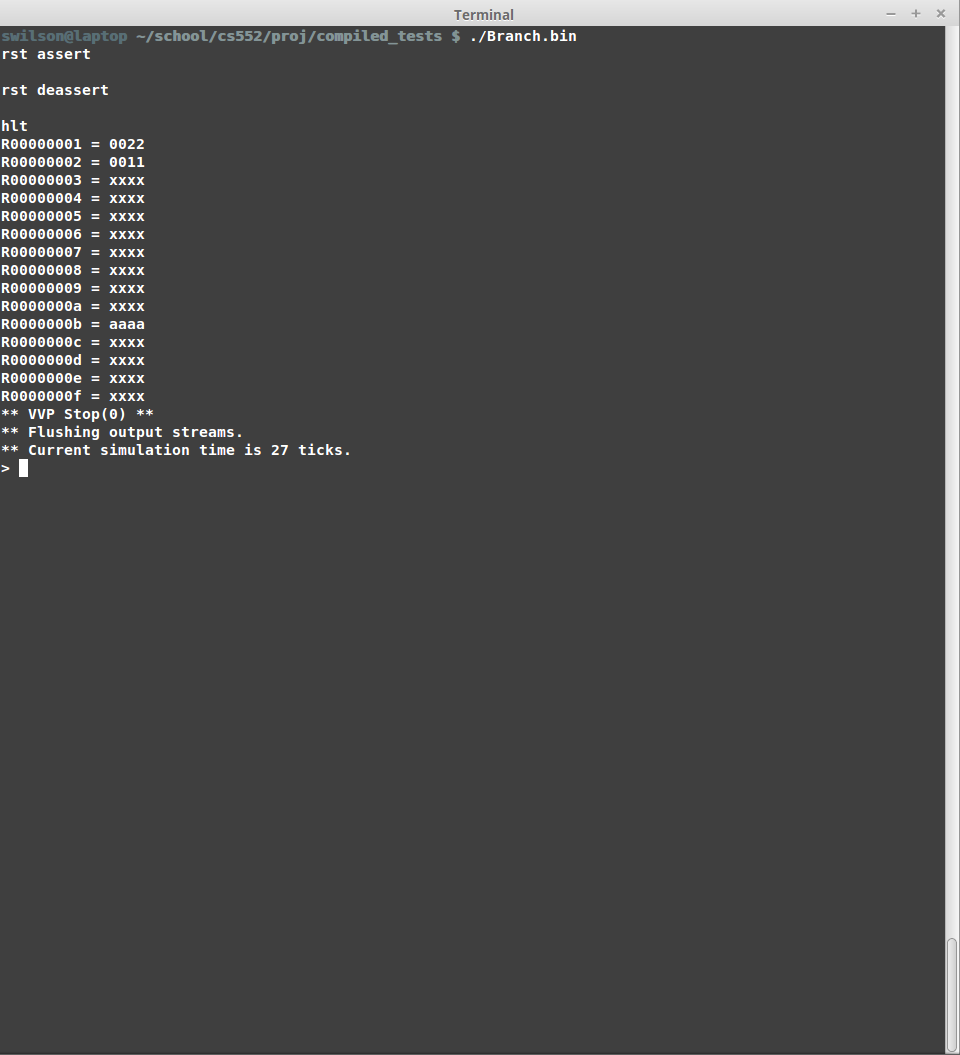 Terminal
swilson@laptop ~/school/cs552/proj/compiled_tests $ ./Branch.bin
rst assert
rst deassert
hlt
R00000001 = 0022
R00000002 = 0011
R00000003 = xxxx
R00000004 = xxxx
R00000005 = xxxx
R00000006 = xxxx
R00000007 = xxxx
R00000008 = xxxx
R00000009 = xxxx
R0000000a = xxxx
R0000000b = aaaa
R0000000c = xxxx
R0000000d = xxxx
R0000000e = xxxx
R0000000f = xxxx
** VVP Stop(0) **
** Flushing output streams.
** Current simulation time is 27 ticks.
>